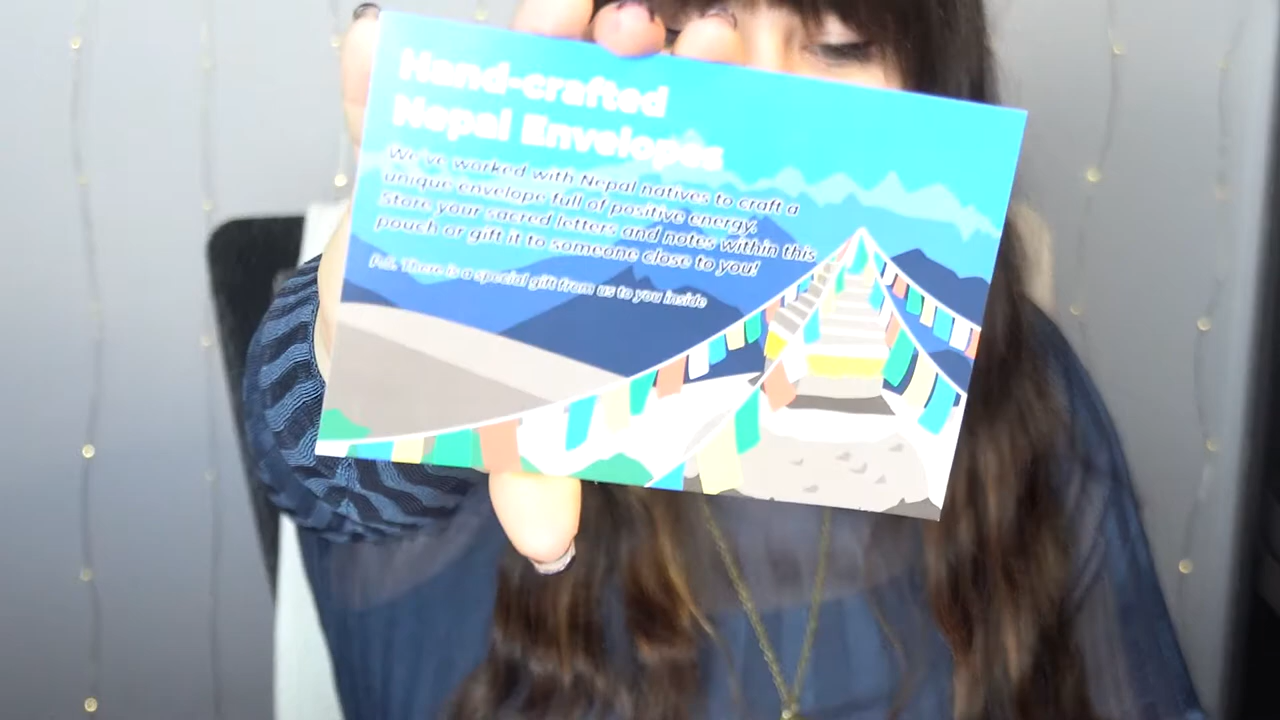 Hand-crafted
Nepal Envelopes
We've worked with Nepal natives to craft a
unique envelope full of positive energy.
Store your sacred letters and notes within this
pouch or gift it to someone close to you!
P.S. There is a special gift from us to you inside